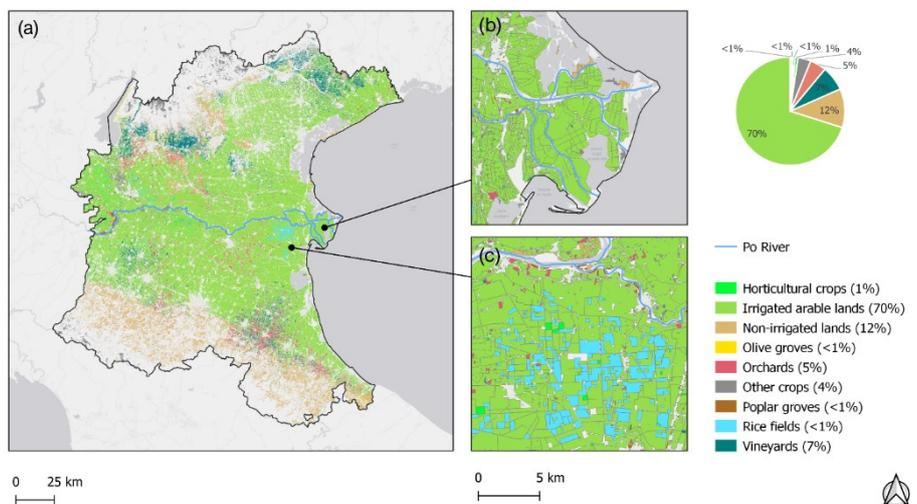 (a)
(b)
(c)
<1%
<1%
<1%
1%
4%
5%
7%
12%
70%
Po River
Horticultural crops (1%)
Irrigated arable lands (70%)
Non-irrigated lands (12%)
Olive groves (<1%)
Orchards (5%)
Other crops (4%)
Poplar groves (<1%)
Rice fields (<1%)
Vineyards (7%)
0 25 km
0 5 km